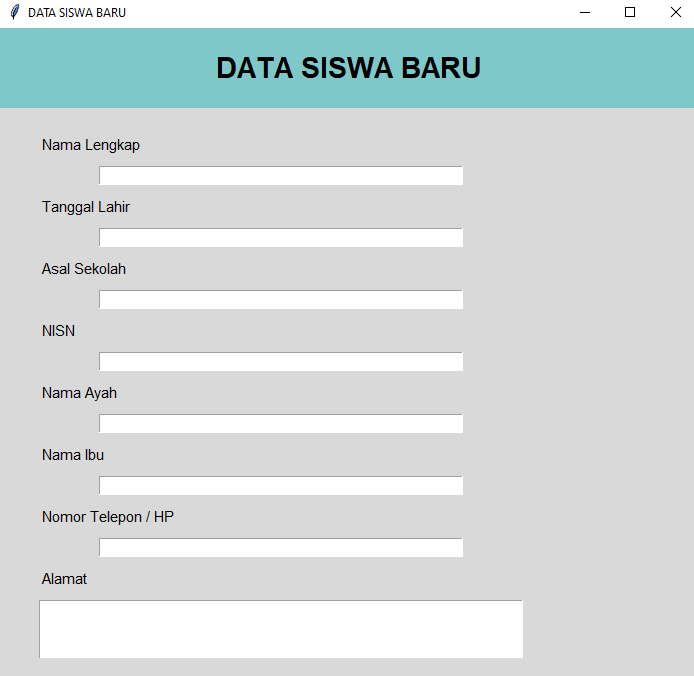 DATA SISWA BARU
DATA SISWA BARU
Nama Lengkap
Tanggal Lahir
Asal Sekolah
NISN
Nama Ayah
Nama Ibu
Nomor Telepon / HP
Alamat